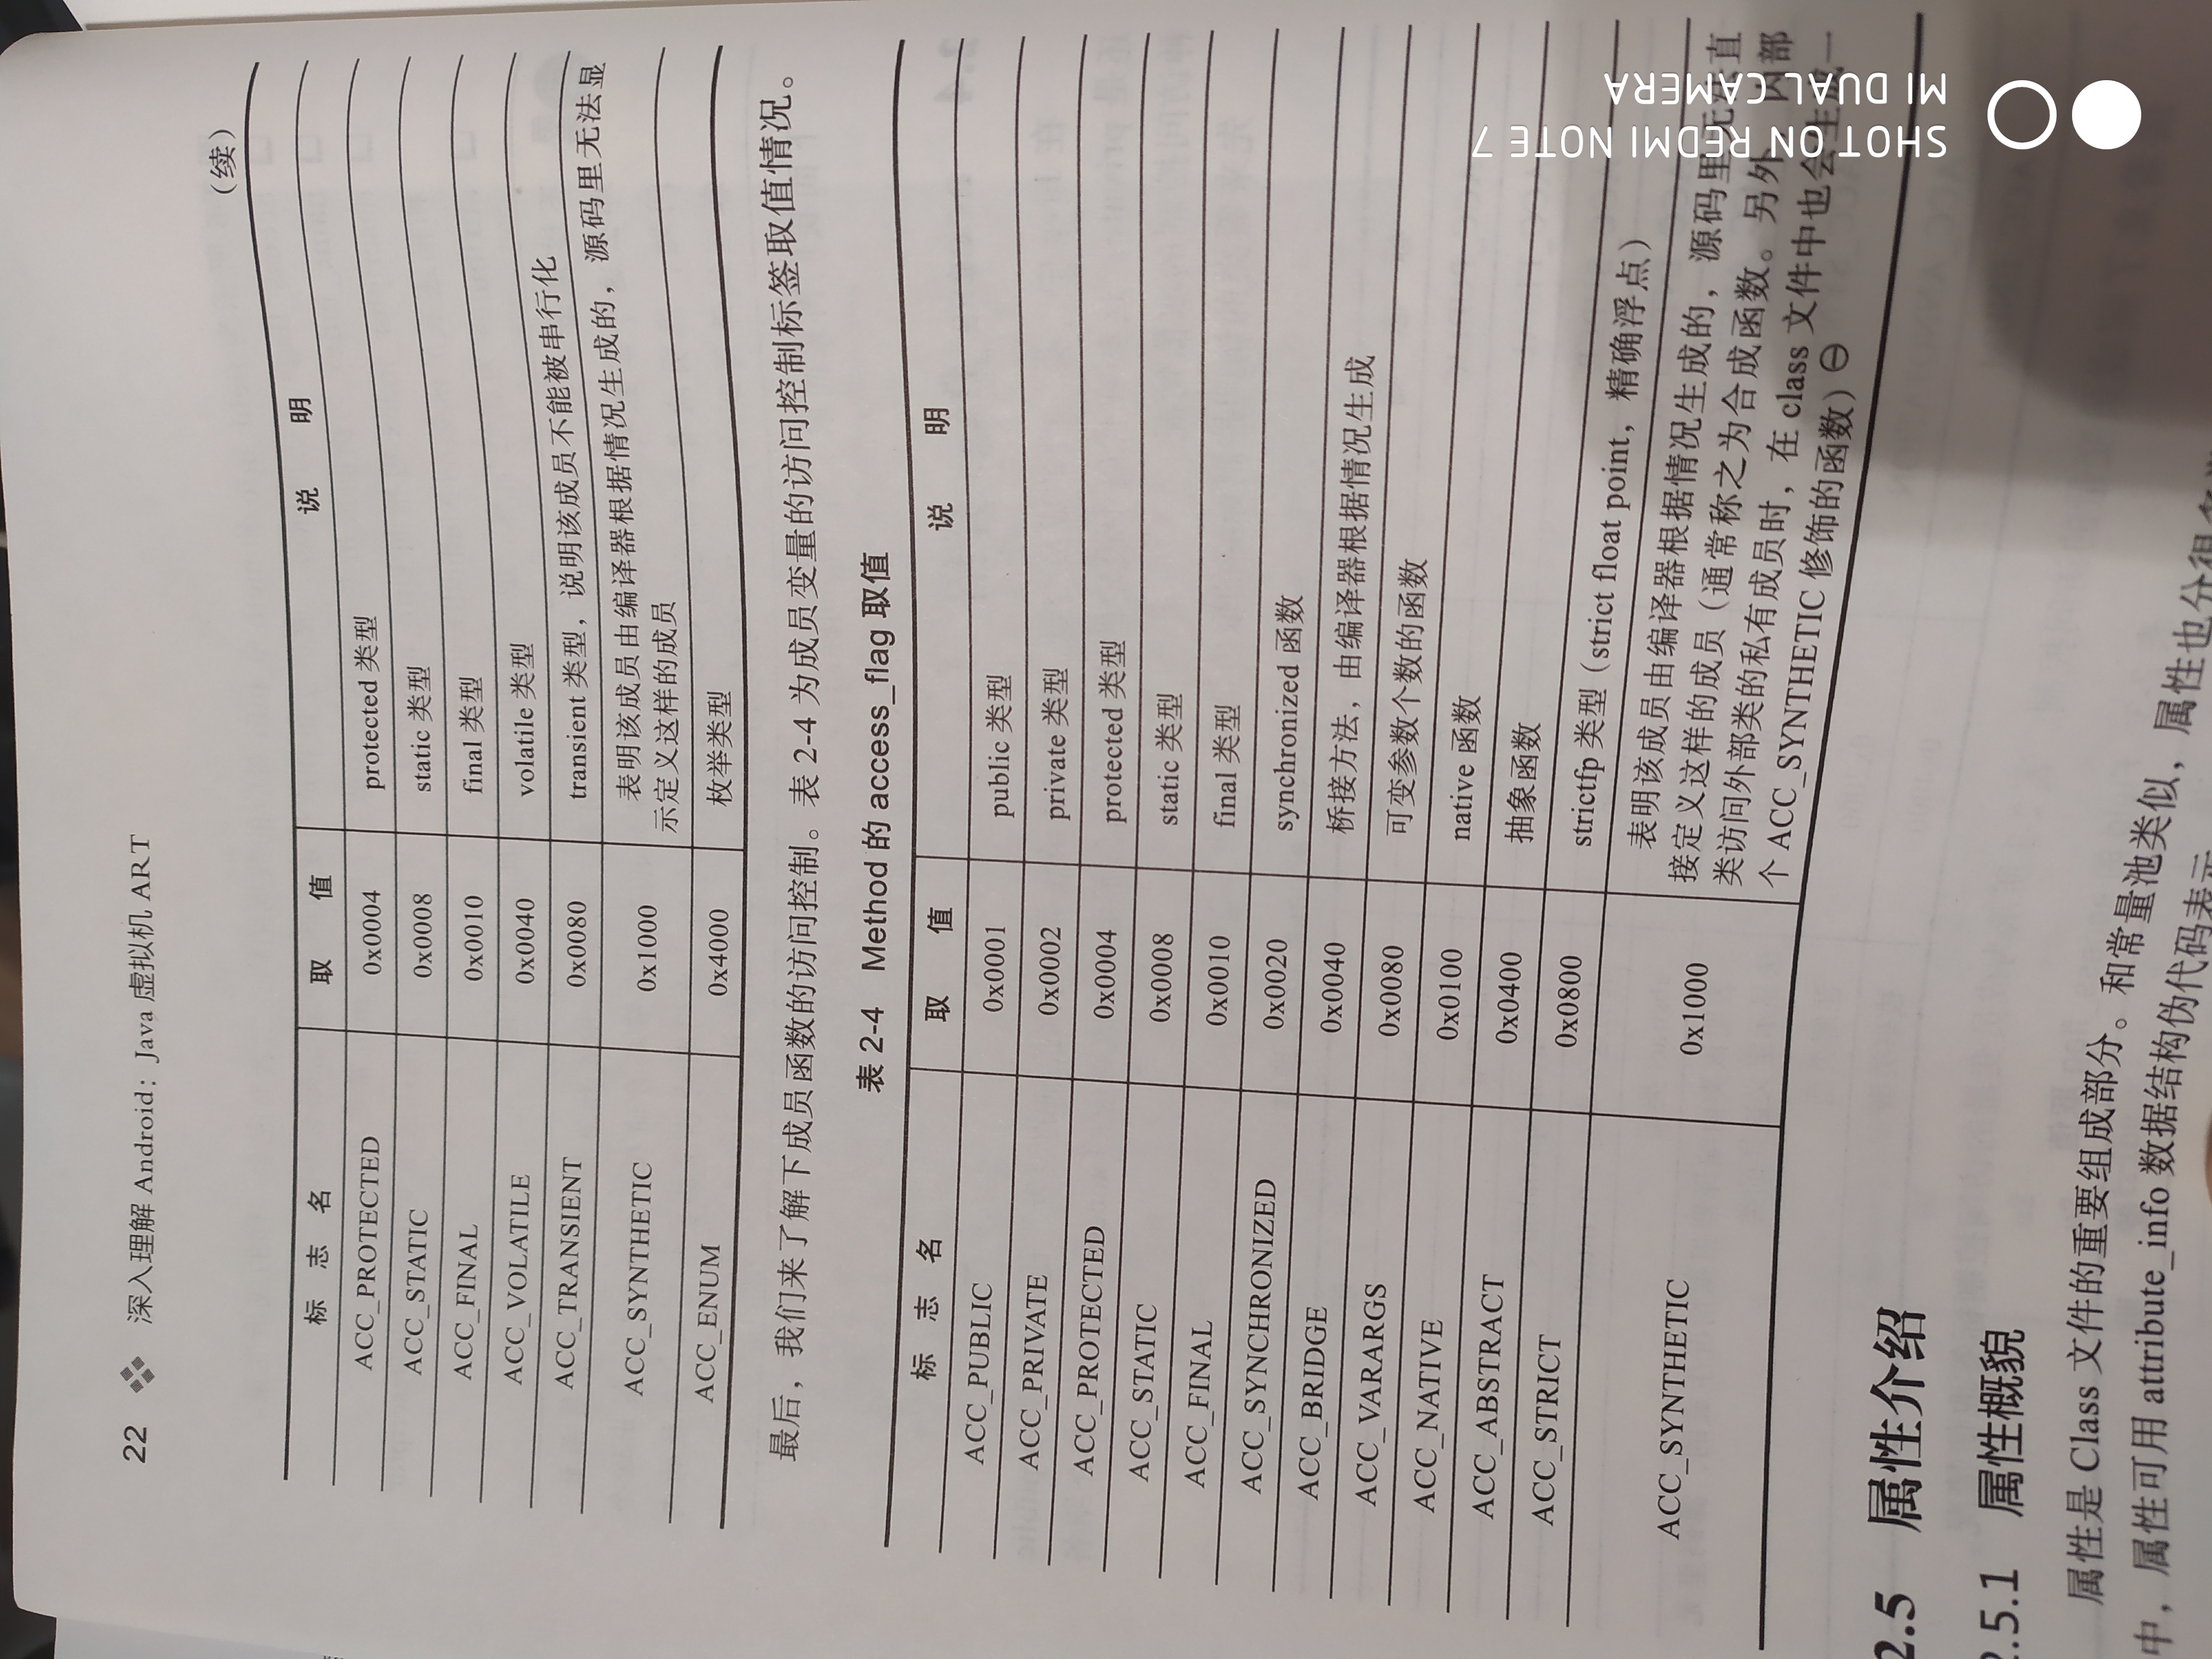 22 ❖ 深入理解 Android：Java 虚拟机 ART
（续）
标 志 名 取 值 说 明
ACC_PROTECTED 0x0004 protected 类型
ACC_STATIC 0x0008 static 类型
ACC_FINAL 0x0010 final 类型
ACC_VOLATILE 0x0040 volatile 类型
ACC_TRANSIENT 0x0080 transient 类型，说明该成员不能被串行化
ACC_SYNTHETIC 0x1000 表明该成员由编译器根据情况生成的，源码里无法显
示定义这样的成员
ACC_ENUM 0x4000 枚举类型
最后，我们来了解下成员函数的访问控制。表 2-4 为成员变量的访问控制标签取值情况。
表 2-4 Method 的 access_flag 取值
标 志 名 取 值 说 明
ACC_PUBLIC 0x0001 public 类型
ACC_PRIVATE 0x0002 private 类型
ACC_PROTECTED 0x0004 protected 类型
ACC_STATIC 0x0008 static 类型
ACC_FINAL 0x0010 final 类型
ACC_SYNCHRONIZED 0x0020 synchronized 函数
ACC_BRIDGE 0x0040 桥接方法，由编译器根据情况生成
ACC_VARARGS 0x0080 可变参数个数的函数
ACC_NATIVE 0x0100 native 函数
ACC_ABSTRACT 0x0400 抽象函数
ACC_STRICT 0x0800 strictfp 类型（strict float point，精确浮点）
ACC_SYNTHETIC 0x1000 表明该成员由编译器根据情况生成的，源码里无法直
接定义这样的成员（通常称之为合成函数。另外，内部
类访问外部类的私有成员时，在 class 文件中也会生成一
个 ACC_SYNTHETIC 修饰的函数）㊀
2.5 属性介绍
2.5.1 属性概貌
属性是 Class 文件的重要组成部分。和常量池类似，属性也分很多类
中，属性可用 attribute_info 数据结构伪代码表示
SHOT ON REDMI NOTE 7
MI DUAL CAMERA